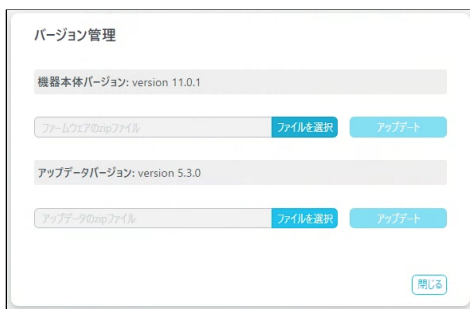 バージョン管理
機器本体バージョン: version 11.0.1
ファームウェアのzipファイル ファイルを選択 アップデート
アップデータバージョン: version 5.3.0
アップデータのzipファイル ファイルを選択 アップデート
閉じる